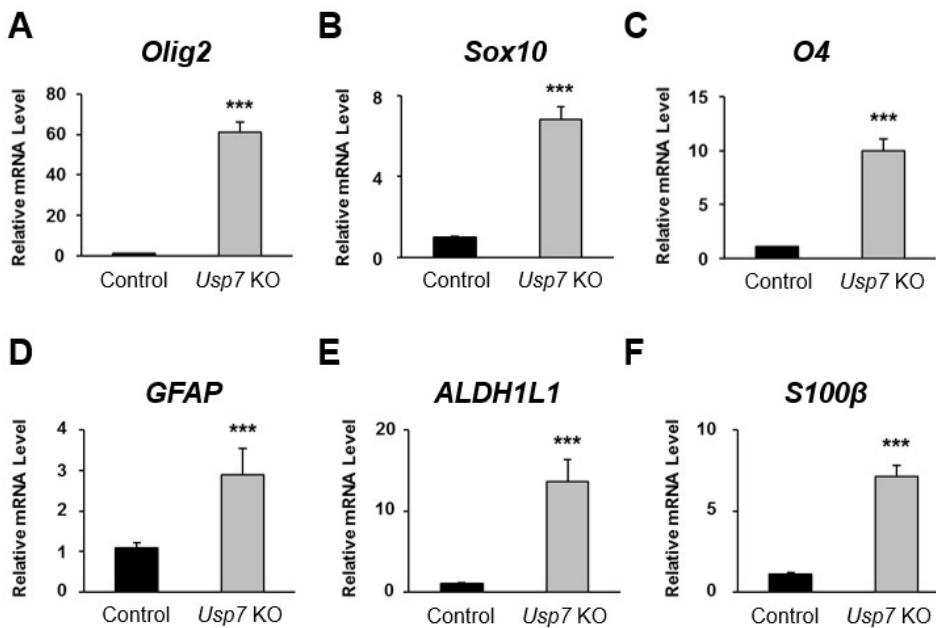 A
Olig2
Relative mRNA Level
80
60
40
20
0
***
Control
Usp7 KO
B
Sox10
Relative mRNA Level
8
4
0
***
Control
Usp7 KO
C
O4
Relative mRNA Level
15
10
5
0
***
Control
Usp7 KO
D
GFAP
Relative mRNA Level
4
3
2
1
0
***
Control
Usp7 KO
E
ALDH1L1
Relative mRNA Level
20
10
0
***
Control
Usp7 KO
F
S100β
Relative mRNA Level
10
5
0
***
Control
Usp7 KO